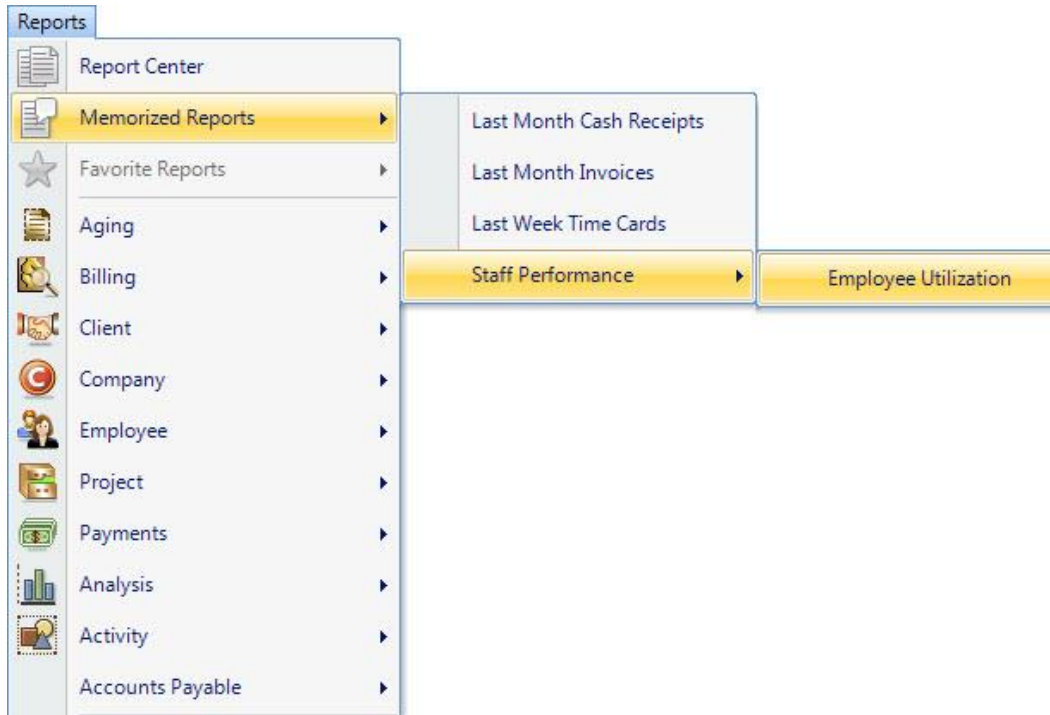 Reports
Report Center
Memorized Reports
Favorite Reports
Aging
Billing
Client
Company
Employee
Project
Payments
Analysis
Activity
Accounts Payable
Last Month Cash Receipts
Last Month Invoices
Last Week Time Cards
Staff Performance
Employee Utilization